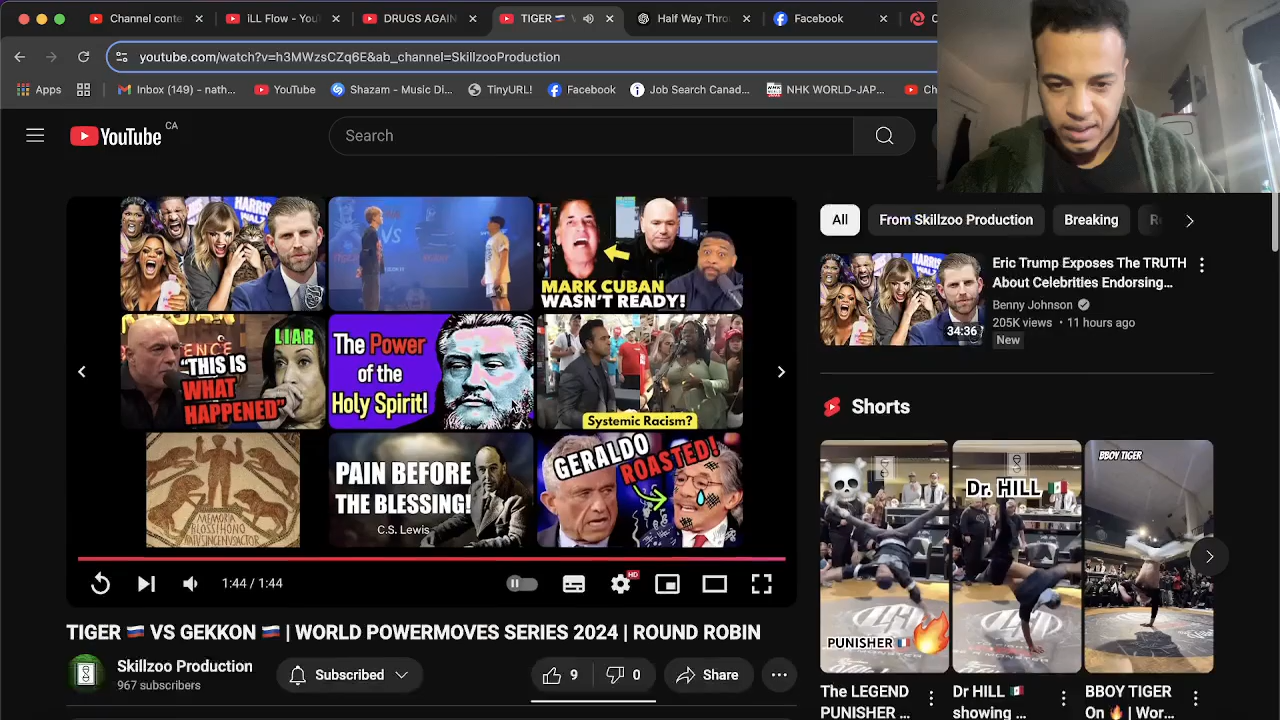 Channel conte
iLL Flow - YouT
DRUGS AGAIN
TIGER
Half Way Thro
Facebook
youtube.com/watch?v=h3MWzsCZq6E&ab_channel=SkillzooProduction
Apps
Inbox (149) - nath...
YouTube
Shazam - Music Di...
TinyURL!
Facebook
Job Search Canad...
NHK WORLD-JAP...
Ch
YouTube CA
Search
HARRIS
WALZ
VS
MARK CUBAN
WASN'T READY!
LIAR
"THIS IS
WHAT
HAPPENED"
The Power
of the
Holy Spirit!
Systemic Racism?
PAIN BEFORE
THE BLESSING!
C.S. Lewis
GERALDO
ROASTED!
1:44 / 1:44
HD
TIGER 🇷🇺 VS GEKKON 🇷🇺 | WORLD POWERMOVES SERIES 2024 | ROUND ROBIN
Skillzoo Production
967 subscribers
Subscribed
9
0
Share
All
From Skillzoo Production
Breaking
34:36
Eric Trump Exposes The TRUTH
About Celebrities Endorsing...
Benny Johnson
205K views • 11 hours ago
New
Shorts
PUNISHER
Dr. HILL
BBOY TIGER
The LEGEND
PUNISHER ...
Dr HILL 🇲🇽
showing ...
BBOY TIGER
On 🔥 | Wor...